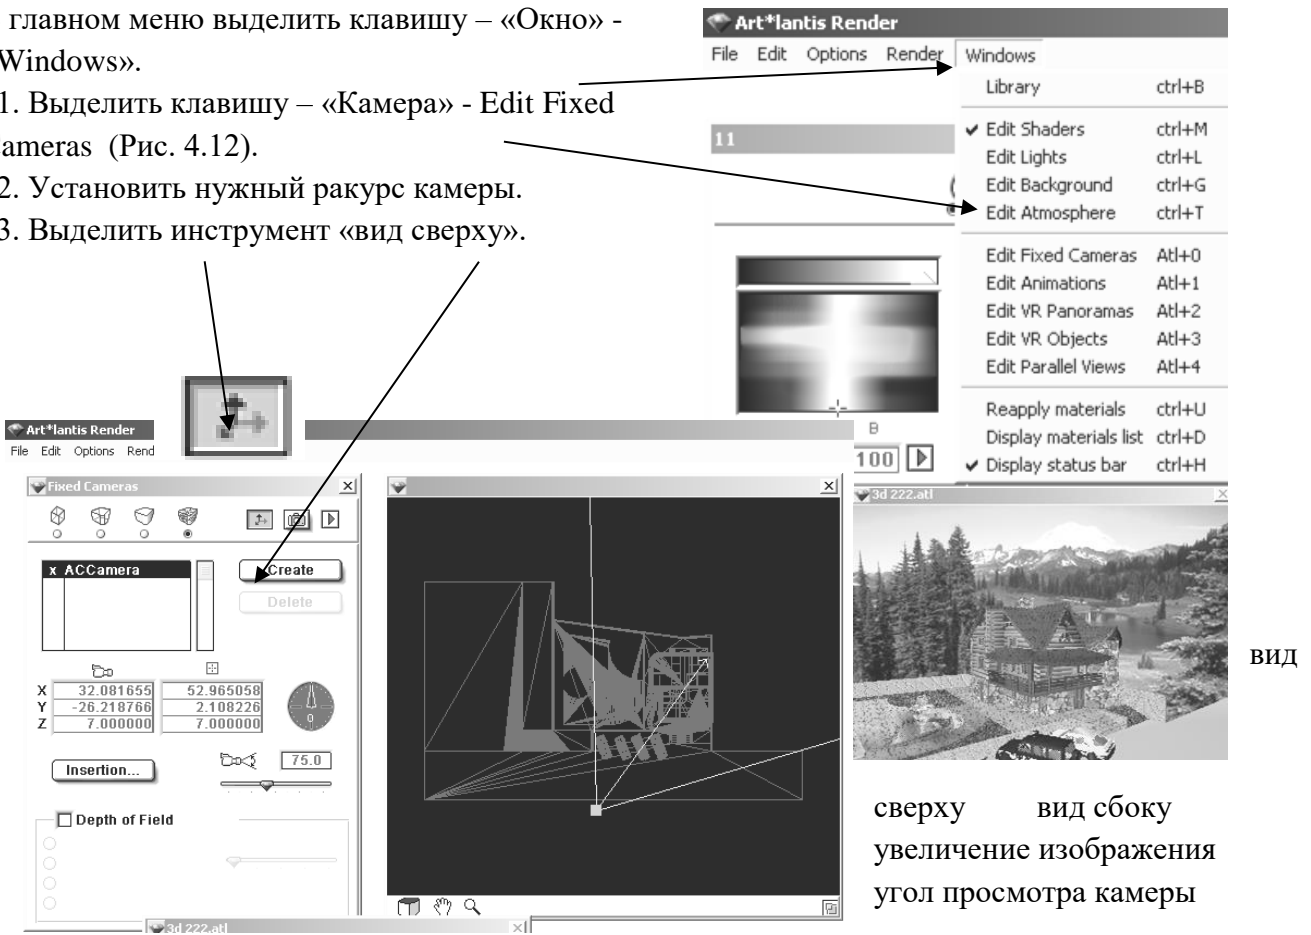 главном меню выделить клавишу – «Окно» -
Windows».
1. Выделить клавишу – «Камера» - Edit Fixed
ameras (Рис. 4.12).
2. Установить нужный ракурс камеры.
3. Выделить инструмент «вид сверху».
Art*lantis Render
File Edit Options Render Windows
Library ctrl+B
11
Edit Shaders ctrl+M
Edit Lights ctrl+L
Edit Background ctrl+G
Edit Atmosphere ctrl+T
Edit Fixed Cameras Atl+0
Edit Animations Atl+1
Edit VR Panoramas Atl+2
Edit VR Objects Atl+3
Edit Parallel Views Atl+4
Reapply materials ctrl+U
Display materials list ctrl+D
Display status bar ctrl+H
B
100
Art*lantis Render
File Edit Options Rend
Fixed Cameras
x ACCamera
Create
Delete
X 32.081655 52.965058
Y -26.218766 2.108226
Z 7.000000 7.000000
0
Insertion...
75.0
Depth of Field
3d 222.atl
3d 222.atl
вид
сверху вид сбоку
увеличение изображения
угол просмотра камеры